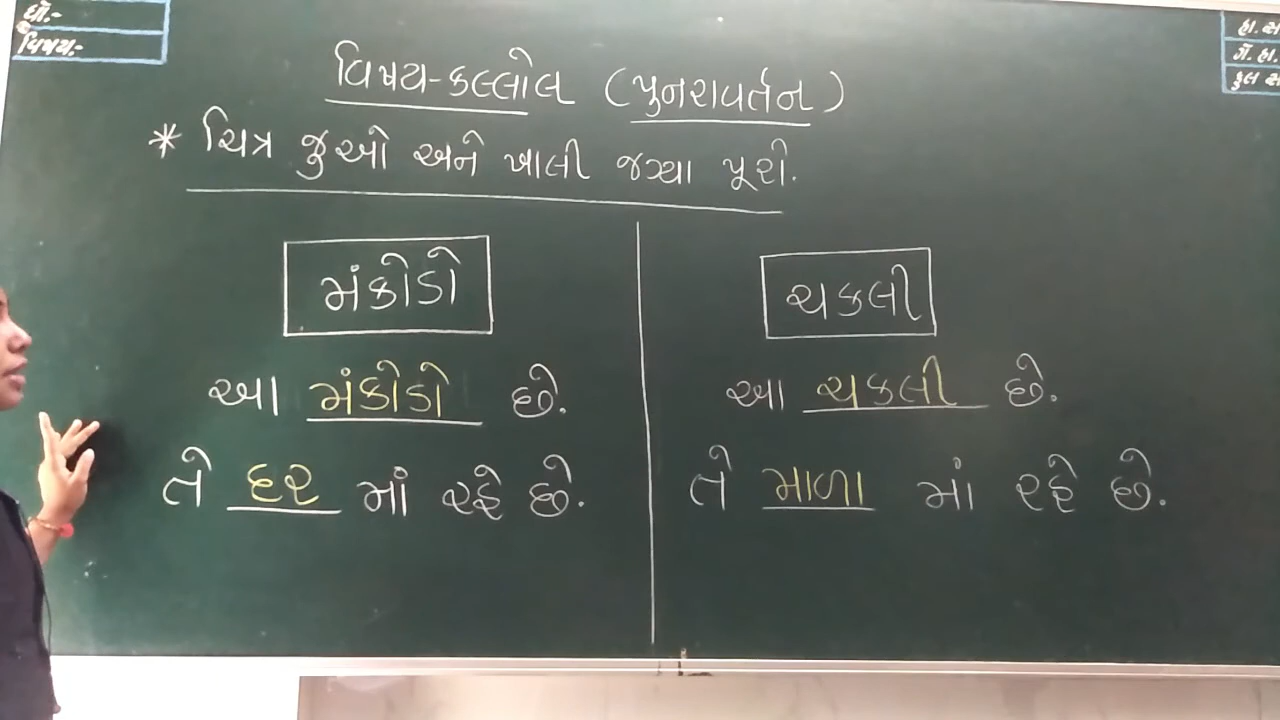 ધો.-
વિષય:-
હા.
ગે. હા.
કુલ
વિષય-કલ્લોલ (પુનરાવર્તન)
* ચિત્ર જુઓ અને ખાલી જગ્યા પૂરો.
મંકોડો
આ મંકોડો છે.
તે દર માં રહે છે.
ચકલી
આ ચકલી છે.
તે માળા માં રહે છે.